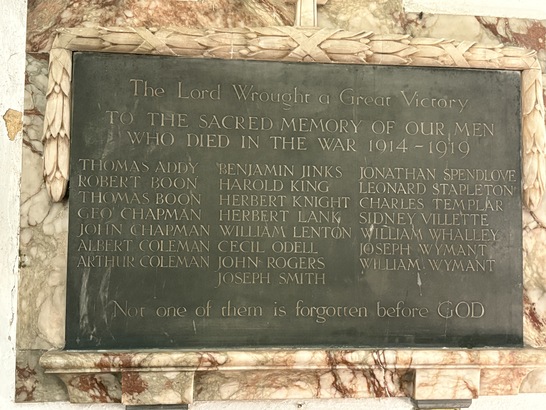 The Lord Wrought a Great Victory
TO THE SACRED MEMORY OF OUR MEN
WHO DIED IN THE WAR 1914-1919
THOMAS ADDY
ROBERT BOON
THOMAS BOON
GEO' CHAPMAN
JOHN CHAPMAN
ALBERT COLEMAN
ARTHUR COLEMAN
BENJAMIN JINKS
HAROLD KING
HERBERT KNIGHT
HERBERT LANK
WILLIAM LENTON
CECIL ODELL
JOHN ROGERS
JOSEPH SMITH
JONATHAN SPENDLOVE
LEONARD STAPLETON
CHARLES TEMPLAR
SIDNEY VILLETTE
WILLIAM WHALLEY
JOSEPH WYMANT
WILLIAM WYMANT
Not one of them is forgotten before GOD